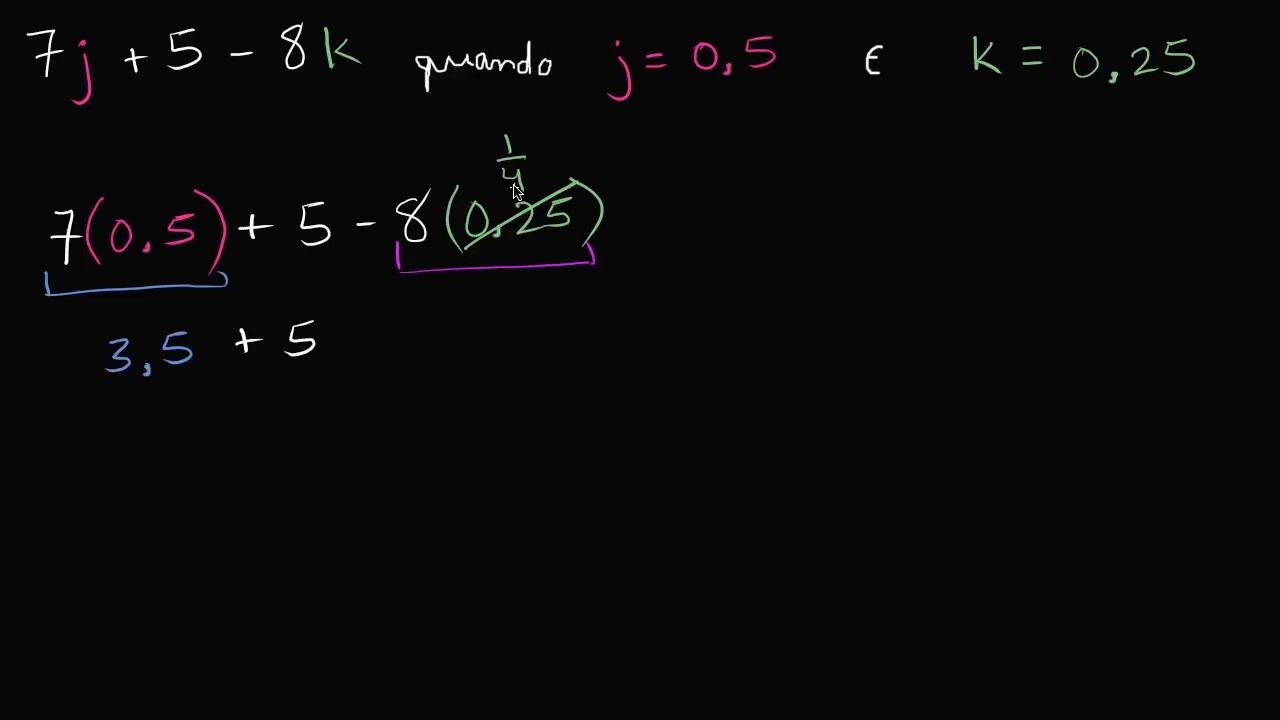 7j + 5 - 8k quando j = 0,5 e k = 0,25
1/4
7(0,5) + 5 - 8(0,25)
3,5 + 5